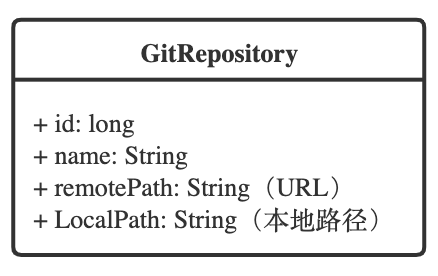 GitRepository
+ id: long
+ name: String
+ remotePath: String（URL）
+ LocalPath: String（本地路径）